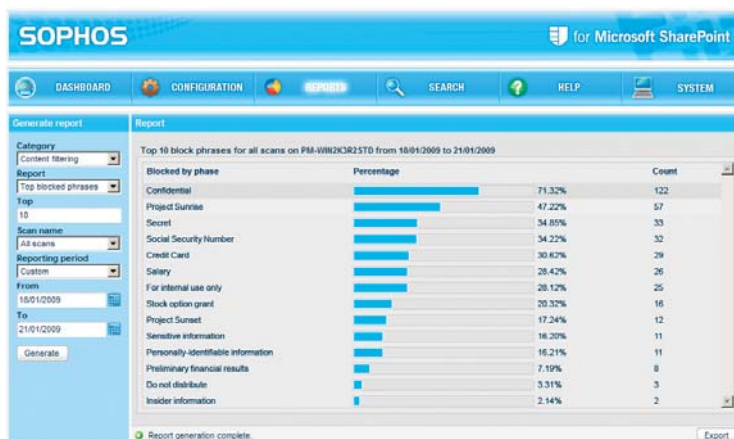 SOPHOS
for Microsoft SharePoint
DASHBOARD CONFIGURATION REPORTS SEARCH HELP SYSTEM
Generate report
Category
Content filtering
Report
Top blocked phrases
Top
10
Scan name
All scans
Reporting period
Custom
From
18/01/2009
To
21/01/2009
Generate
Report
Top 10 block phrases for all scans on PM-WIN2K3R2STD from 18/01/2009 to 21/01/2009
Blocked by phase Percentage Count
Confidential 71.32% 122
Project Sunrise 47.22% 57
Secret 34.85% 33
Social Security Number 34.22% 32
Credit Card 30.62% 29
Salary 28.42% 26
For internal use only 28.12% 25
Stock option grant 20.32% 16
Project Sunset 17.24% 12
Sensitive information 16.20% 11
Personally-identifiable information 16.21% 11
Preliminary financial results 7.19% 8
Do not distribute 3.31% 3
Insider information 2.14% 2
Report generation complete.
Export